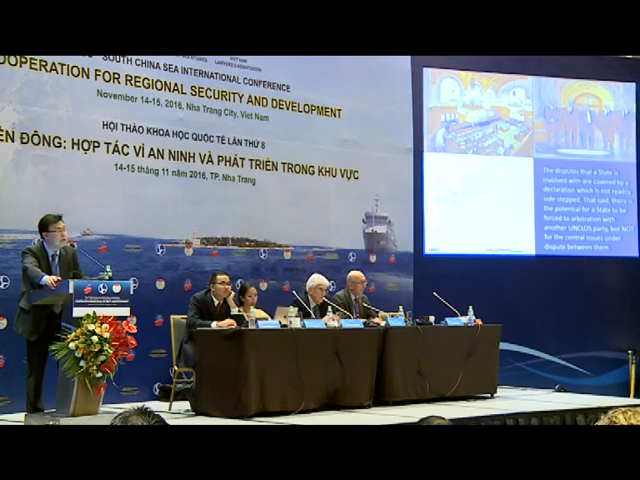 SOUTH CHINA SEA INTERNATIONAL CONFERENCE
OOPERATION FOR REGIONAL SECURITY AND DEVELOPMENT
November 14-15, 2016, Nha Trang City, Viet Nam
HỘI THẢO KHOA HỌC QUỐC TẾ LẦN THỨ 8
ỂN ĐÔNG: HỢP TÁC VÌ AN NINH VÀ PHÁT TRIỂN TRONG KHU VỰC
14-15 tháng 11 năm 2016, TP. Nha Trang
The disputes that a State is
involved with are covered by a
declaration which is not readily
side stepped. That said, there is
the potential for a State to be
forced to arbitration with
another UNCLOS party, but NOT
for the central issues under
dispute between them.